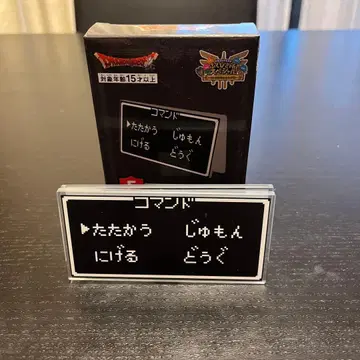 DRAGON QUEST
対象年齢15才以上
コマンド
▶たたかう じゅもん
にげる どうぐ
コマンド
▶たたかう じゅもん
にげる どうぐ